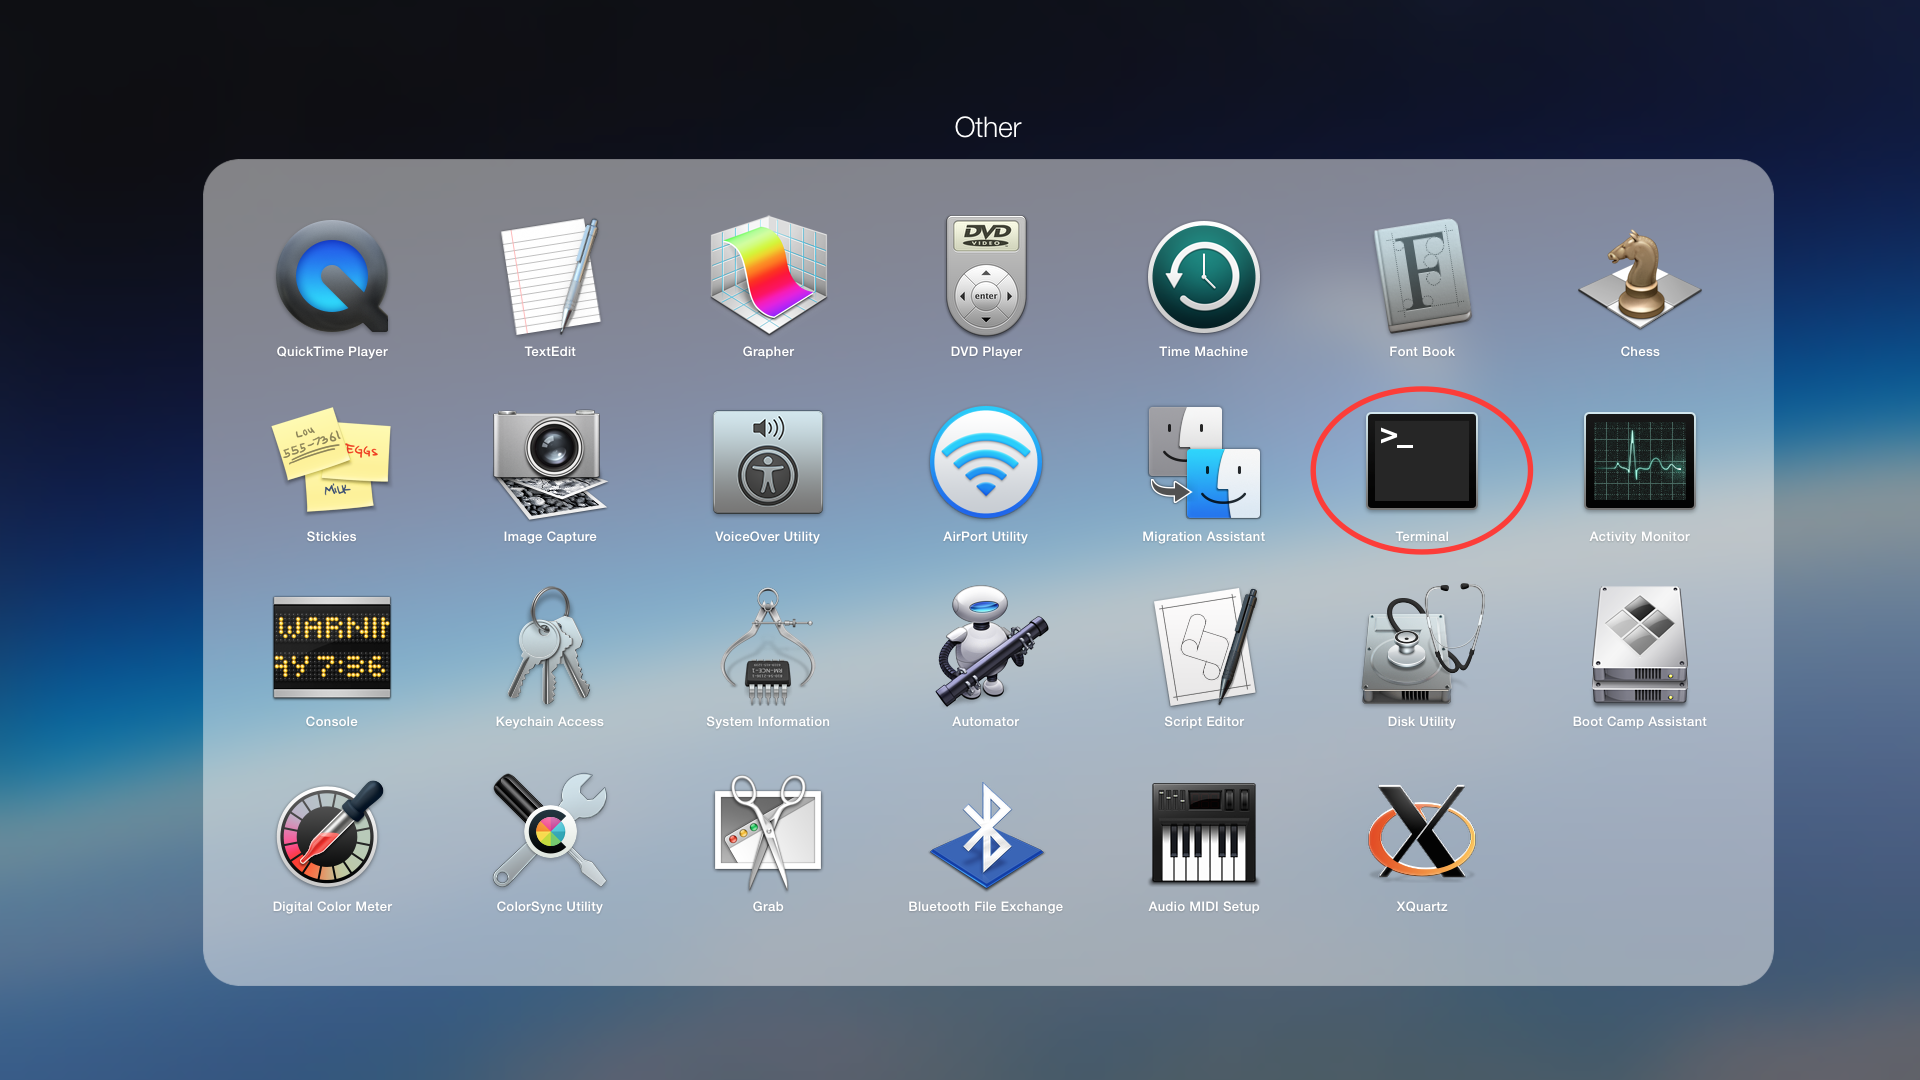 Other
DVD
VIDEO
enter
F
QuickTime Player
TextEdit
Grapher
DVD Player
Time Machine
Font Book
Chess
Lou
555-7361
EGGs
MILK
>_
Stickies
Image Capture
VoiceOver Utility
AirPort Utility
Migration Assistant
Terminal
Activity Monitor
WARNIN
AY 7:36
Console
Keychain Access
System Information
Automator
Script Editor
Disk Utility
Boot Camp Assistant
Digital Color Meter
ColorSync Utility
Grab
Bluetooth File Exchange
Audio MIDI Setup
XQuartz